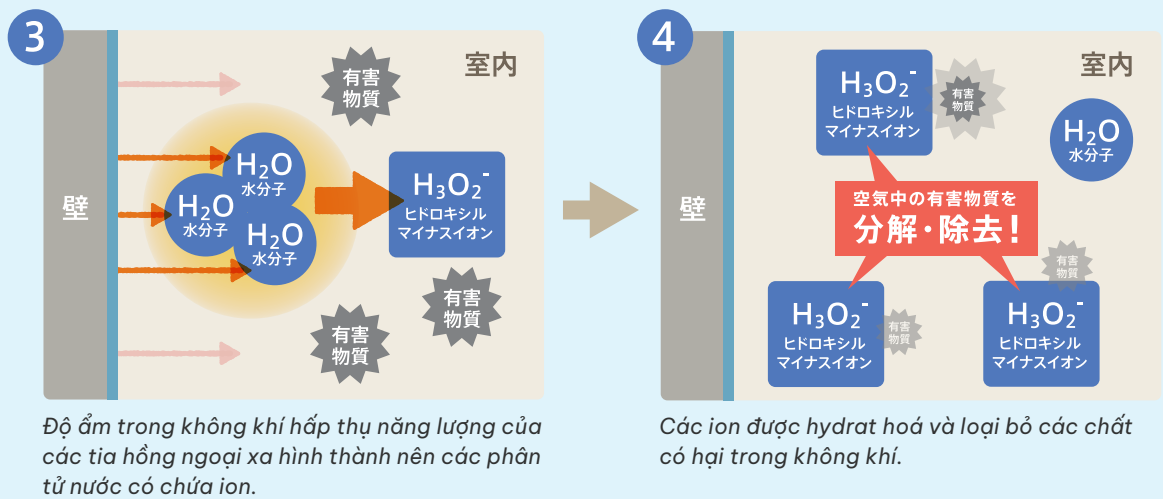 3
室内
有害
物質
壁
H₂O
水分子
H₂O
水分子
H₂O
水分子
H₃O₂⁻
ヒドロキシル
マイナスイオン
有害
物質
有害
物質
Độ ẩm trong không khí hấp thụ năng lượng của
các tia hồng ngoại xa hình thành nên các phân
tử nước có chứa ion.
4
室内
H₃O₂⁻
ヒドロキシル
マイナスイオン
有害
物質
H₂O
水分子
壁
空気中の有害物質を
分解・除去!
H₃O₂⁻
ヒドロキシル
マイナスイオン
有害
物質
有害
物質
H₃O₂⁻
ヒドロキシル
マイナスイオン
Các ion được hydrat hoá và loại bỏ các chất
có hại trong không khí.